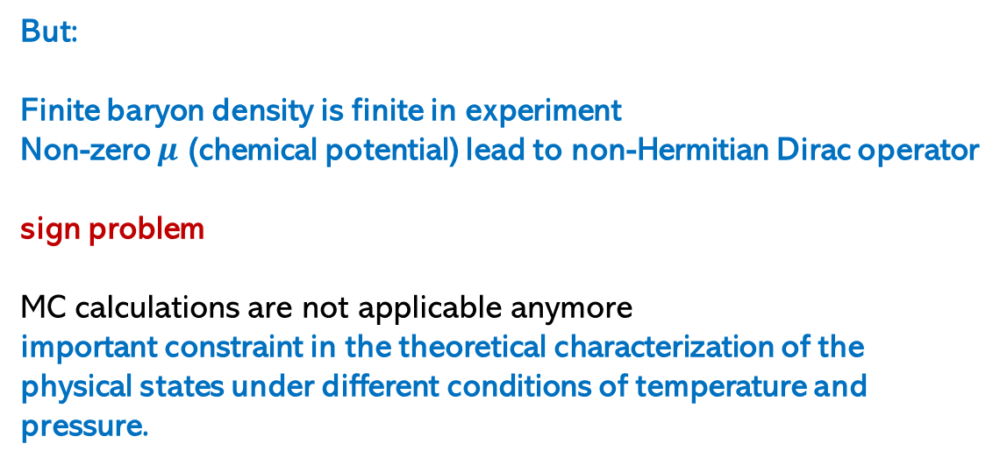 But:
Finite baryon density is finite in experiment
Non-zero μ (chemical potential) lead to non-Hermitian Dirac operator
sign problem
MC calculations are not applicable anymore
important constraint in the theoretical characterization of the
physical states under different conditions of temperature and
pressure.